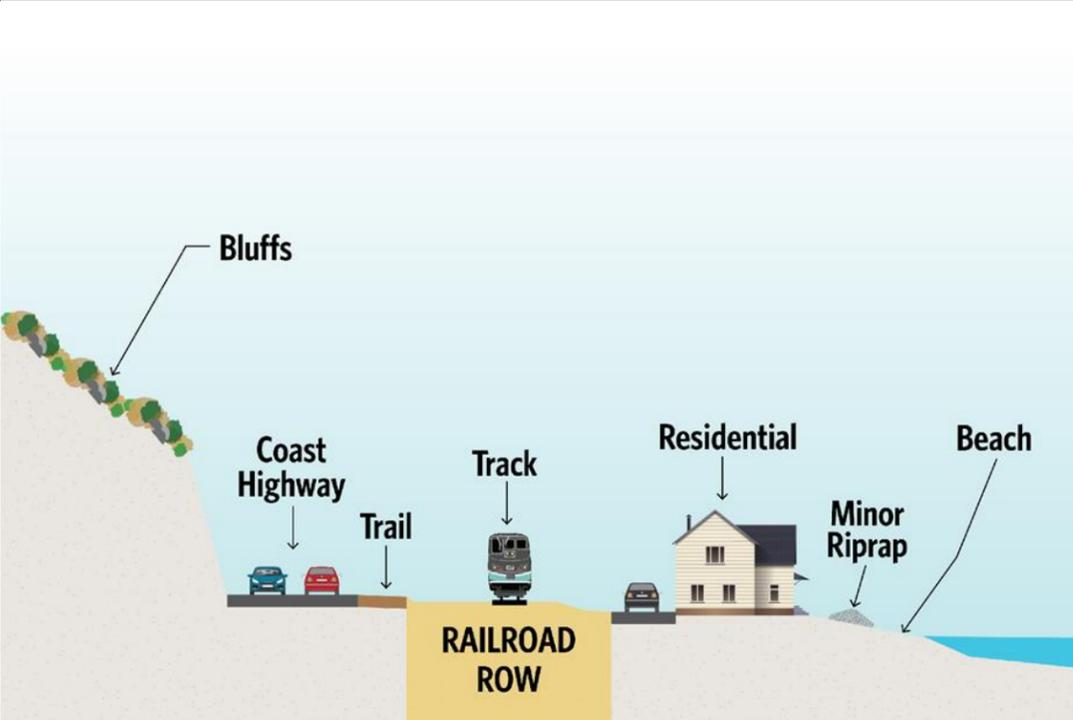 Bluffs
Coast
Highway
Trail
Track
Residential
Minor
Riprap
Beach
RAILROAD
ROW